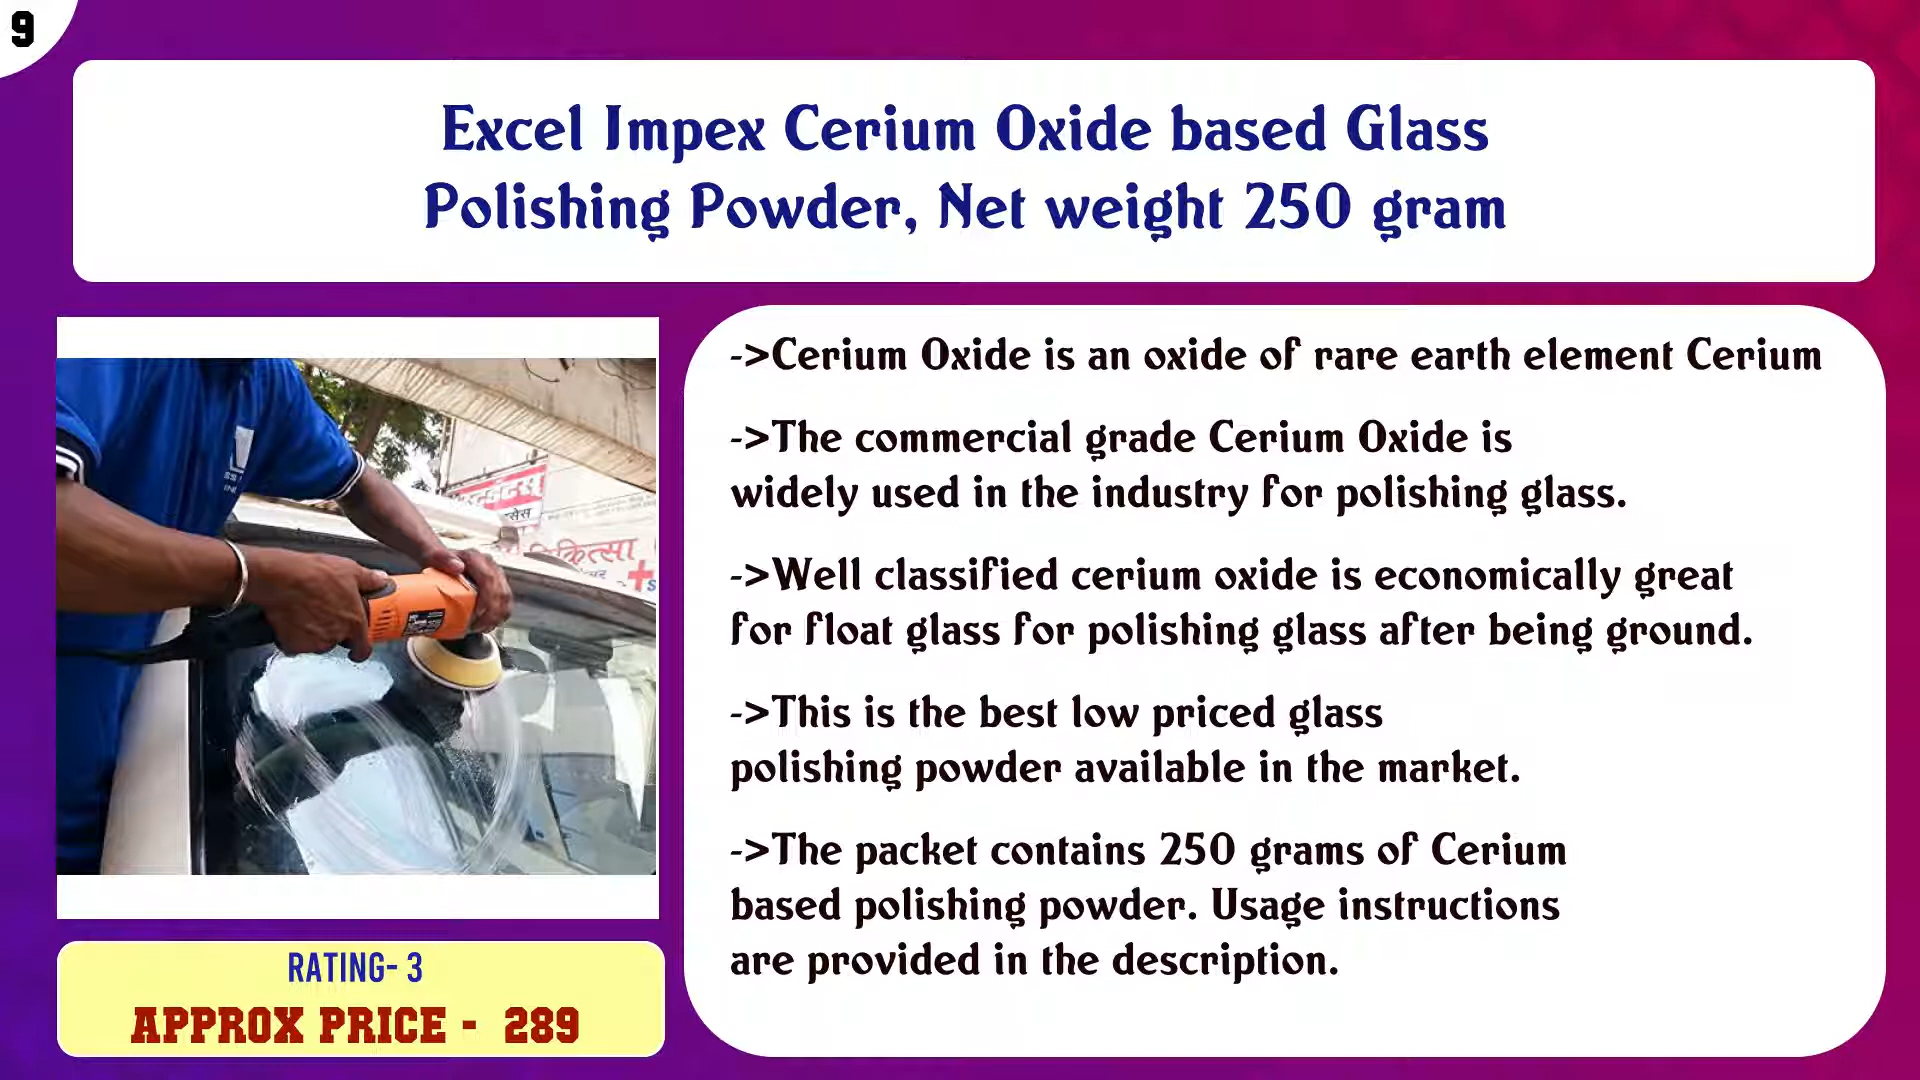 9
Excel Impex Cerium Oxide based Glass
Polishing Powder, Net weight 250 gram
->Cerium Oxide is an oxide of rare earth element Cerium
->The commercial grade Cerium Oxide is
widely used in the industry for polishing glass.
->Well classified cerium oxide is economically great
for float glass for polishing glass after being ground.
->This is the best low priced glass
polishing powder available in the market.
->The packet contains 250 grams of Cerium
based polishing powder. Usage instructions
are provided in the description.
RATING- 3
APPROX PRICE - 289